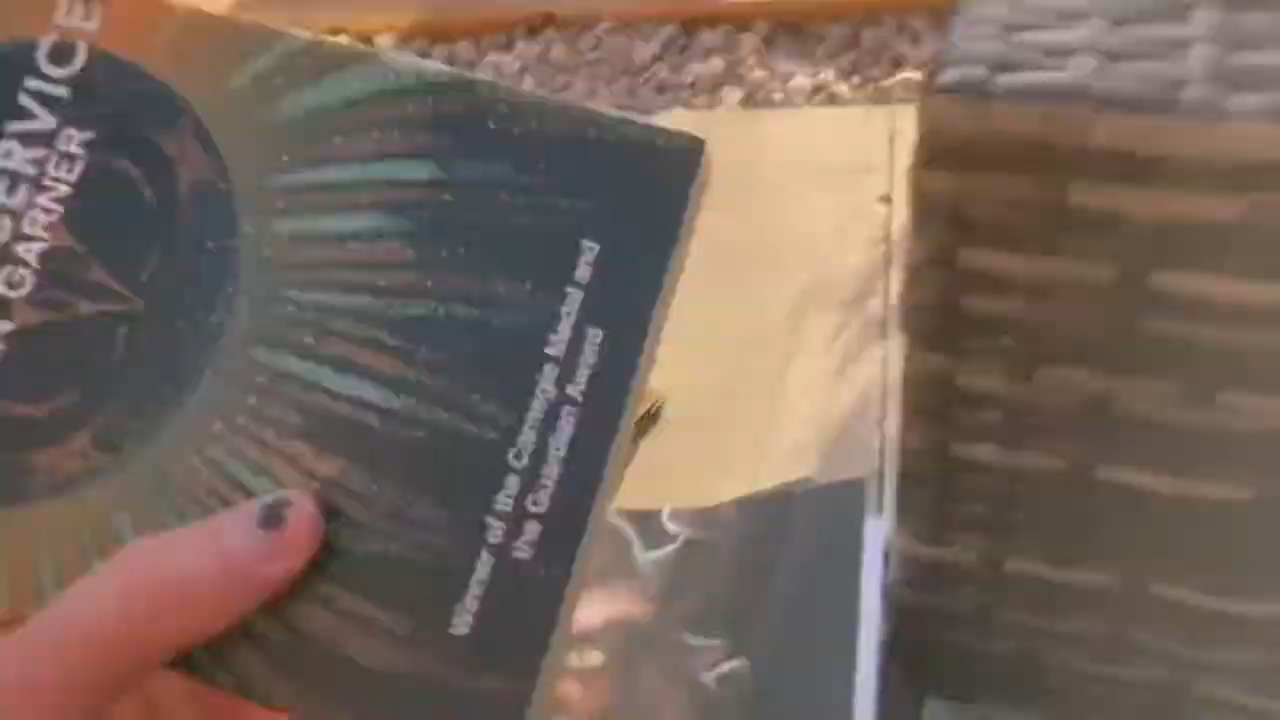 SERVICE
GARNER
Winner of the Carnegie Medal and
the Guardian Award